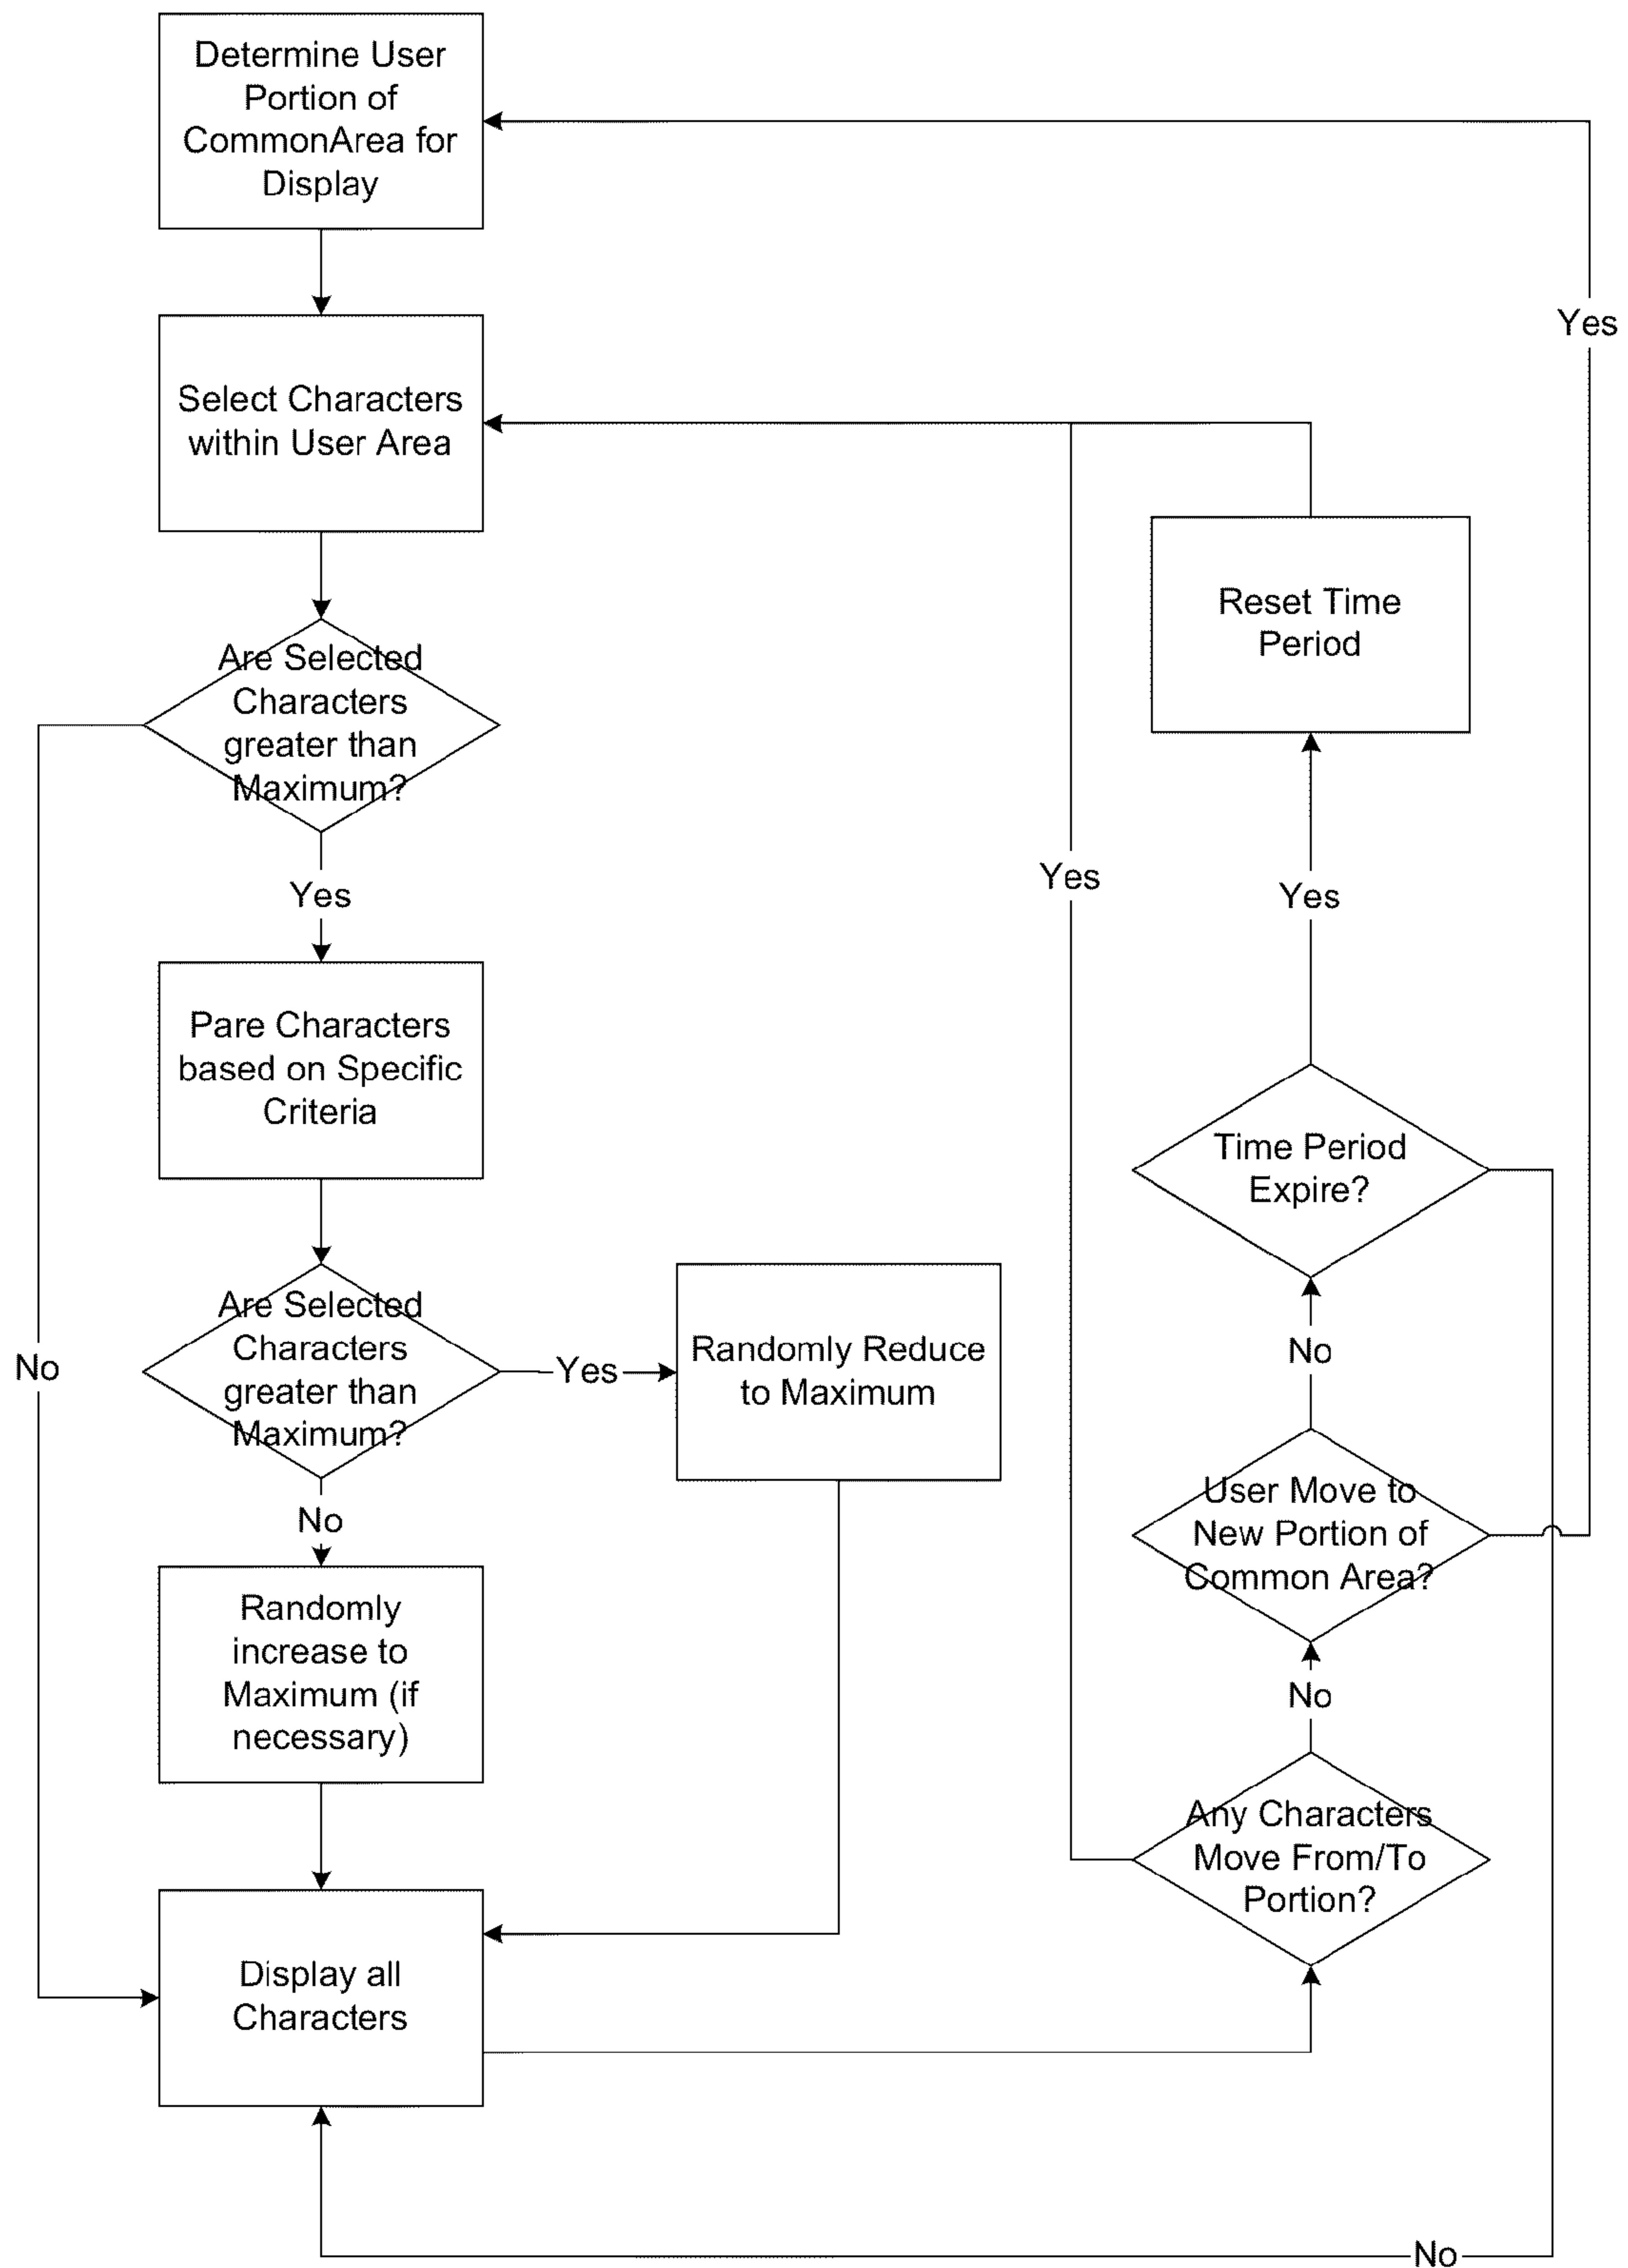 Determine User
Portion of
CommonArea for
Display
Yes
Select Characters
within User Area
Reset Time
Period
Are Selected
Characters
greater than
Maximum?
Yes
Yes
Yes
Pare Characters
based on Specific
Criteria
Time Period
Expire?
Are Selected
Characters
greater than
Maximum?
No
Yes
Randomly Reduce
to Maximum
No
User Move to
New Portion of
Common Area?
No
Randomly
increase to
Maximum (if
necessary)
No
Any Characters
Move From/To
Portion?
Display all
Characters
No